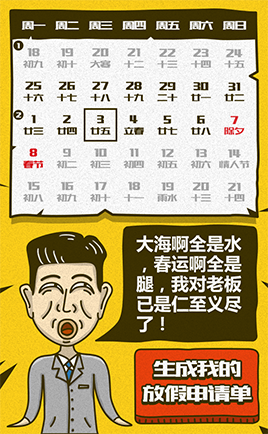 周一 周二 周三 周四 周五 周六 周日
❶
18 19 20 21 22 23 24
初九 初十 大寒 十二 十三 十四 十五
25 26 27 28 29 30 31
十六 十七 十八 十九 二十 廿一 廿二
❷
1 2 3 4 5 6 7
廿三 廿四 廿五 立春 廿七 廿八 除夕
8 9 10 11 12 13 14
春节 初二 初三 初四 初五 初六 情人节
15 16 17 18 19 20 21
初八 初九 初十 十一 雨水 十三 十四
大海啊全是水
，春运啊全是
腿，我对老板
已是仁至义尽
了！
生成我的
放假申请单